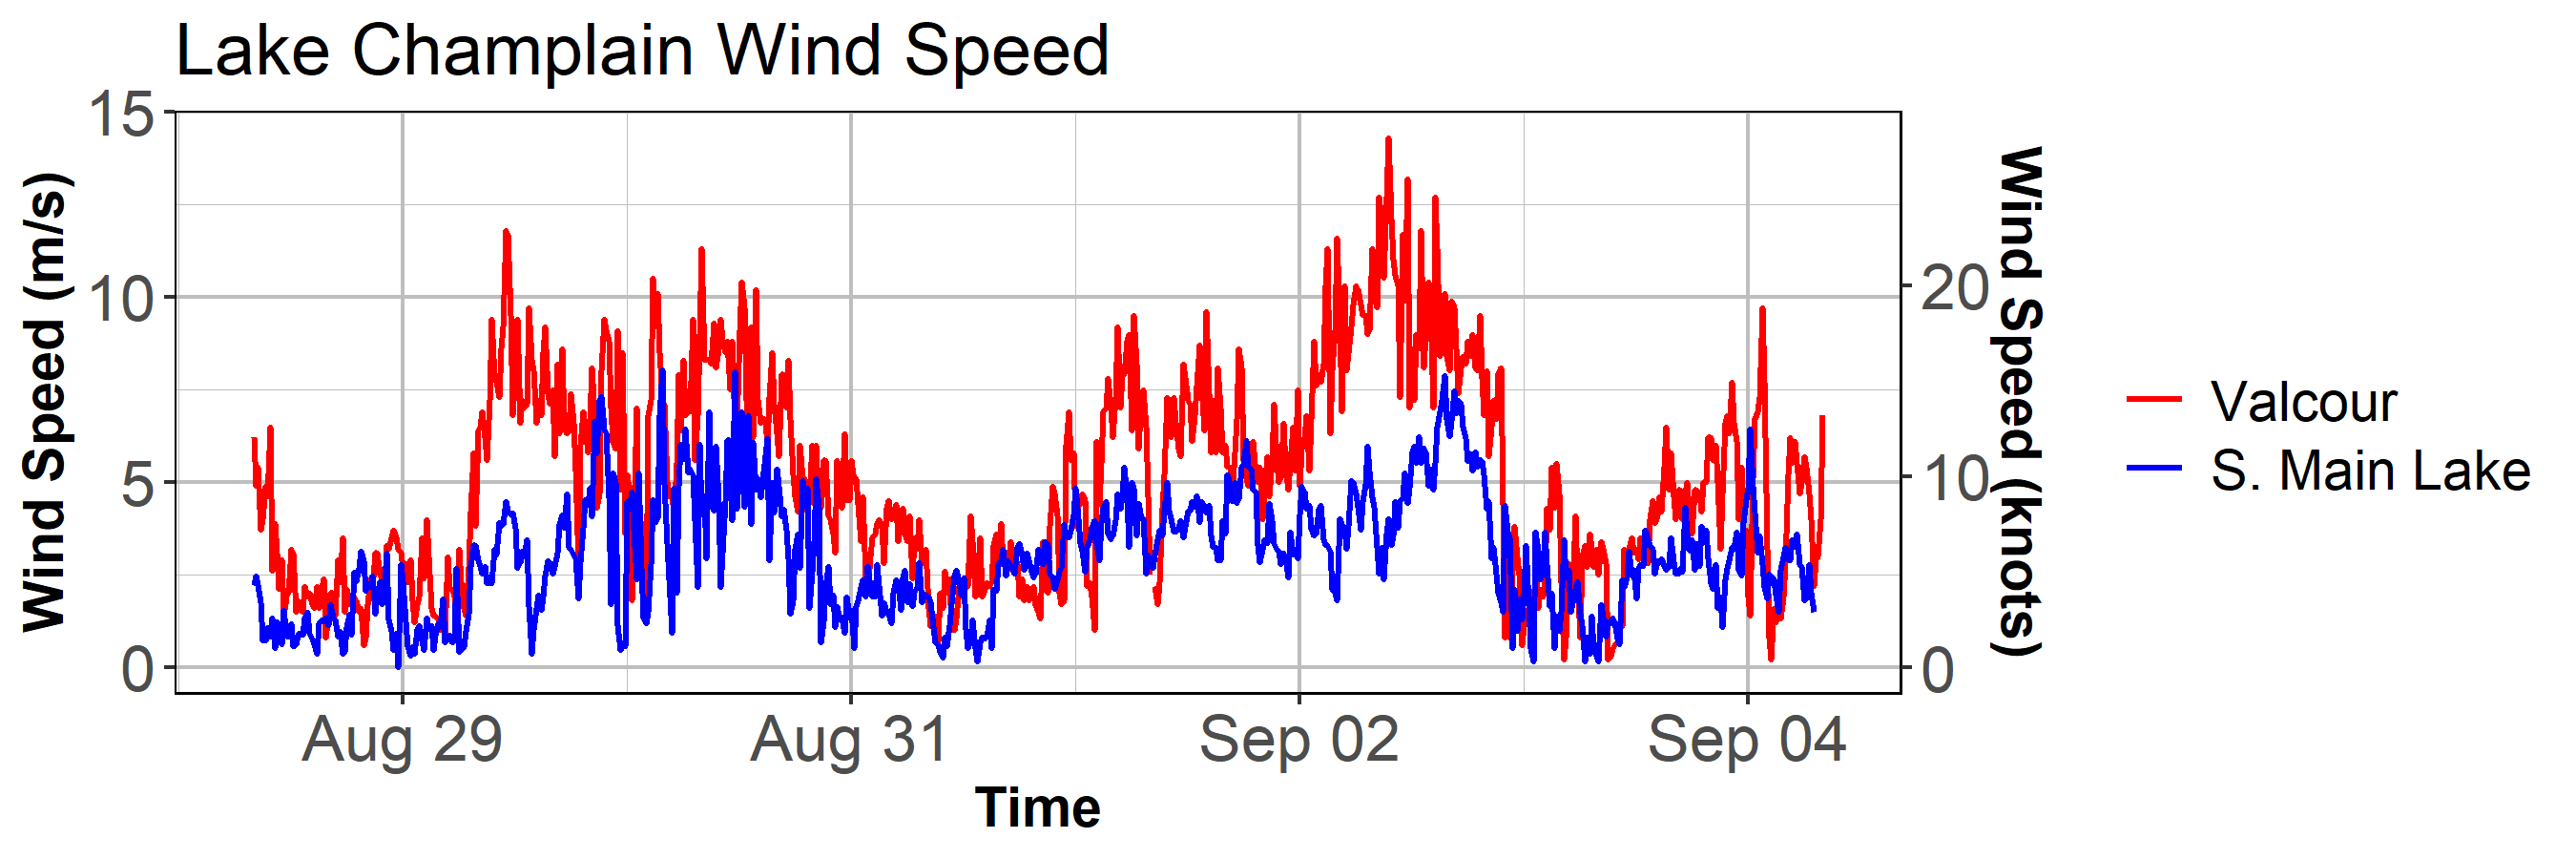 Lake Champlain Wind Speed
Wind Speed (m/s)
15
10
5
0
20
10
0
Wind Speed (knots)
Aug 29
Aug 31
Sep 02
Sep 04
Time
Valcour
S. Main Lake